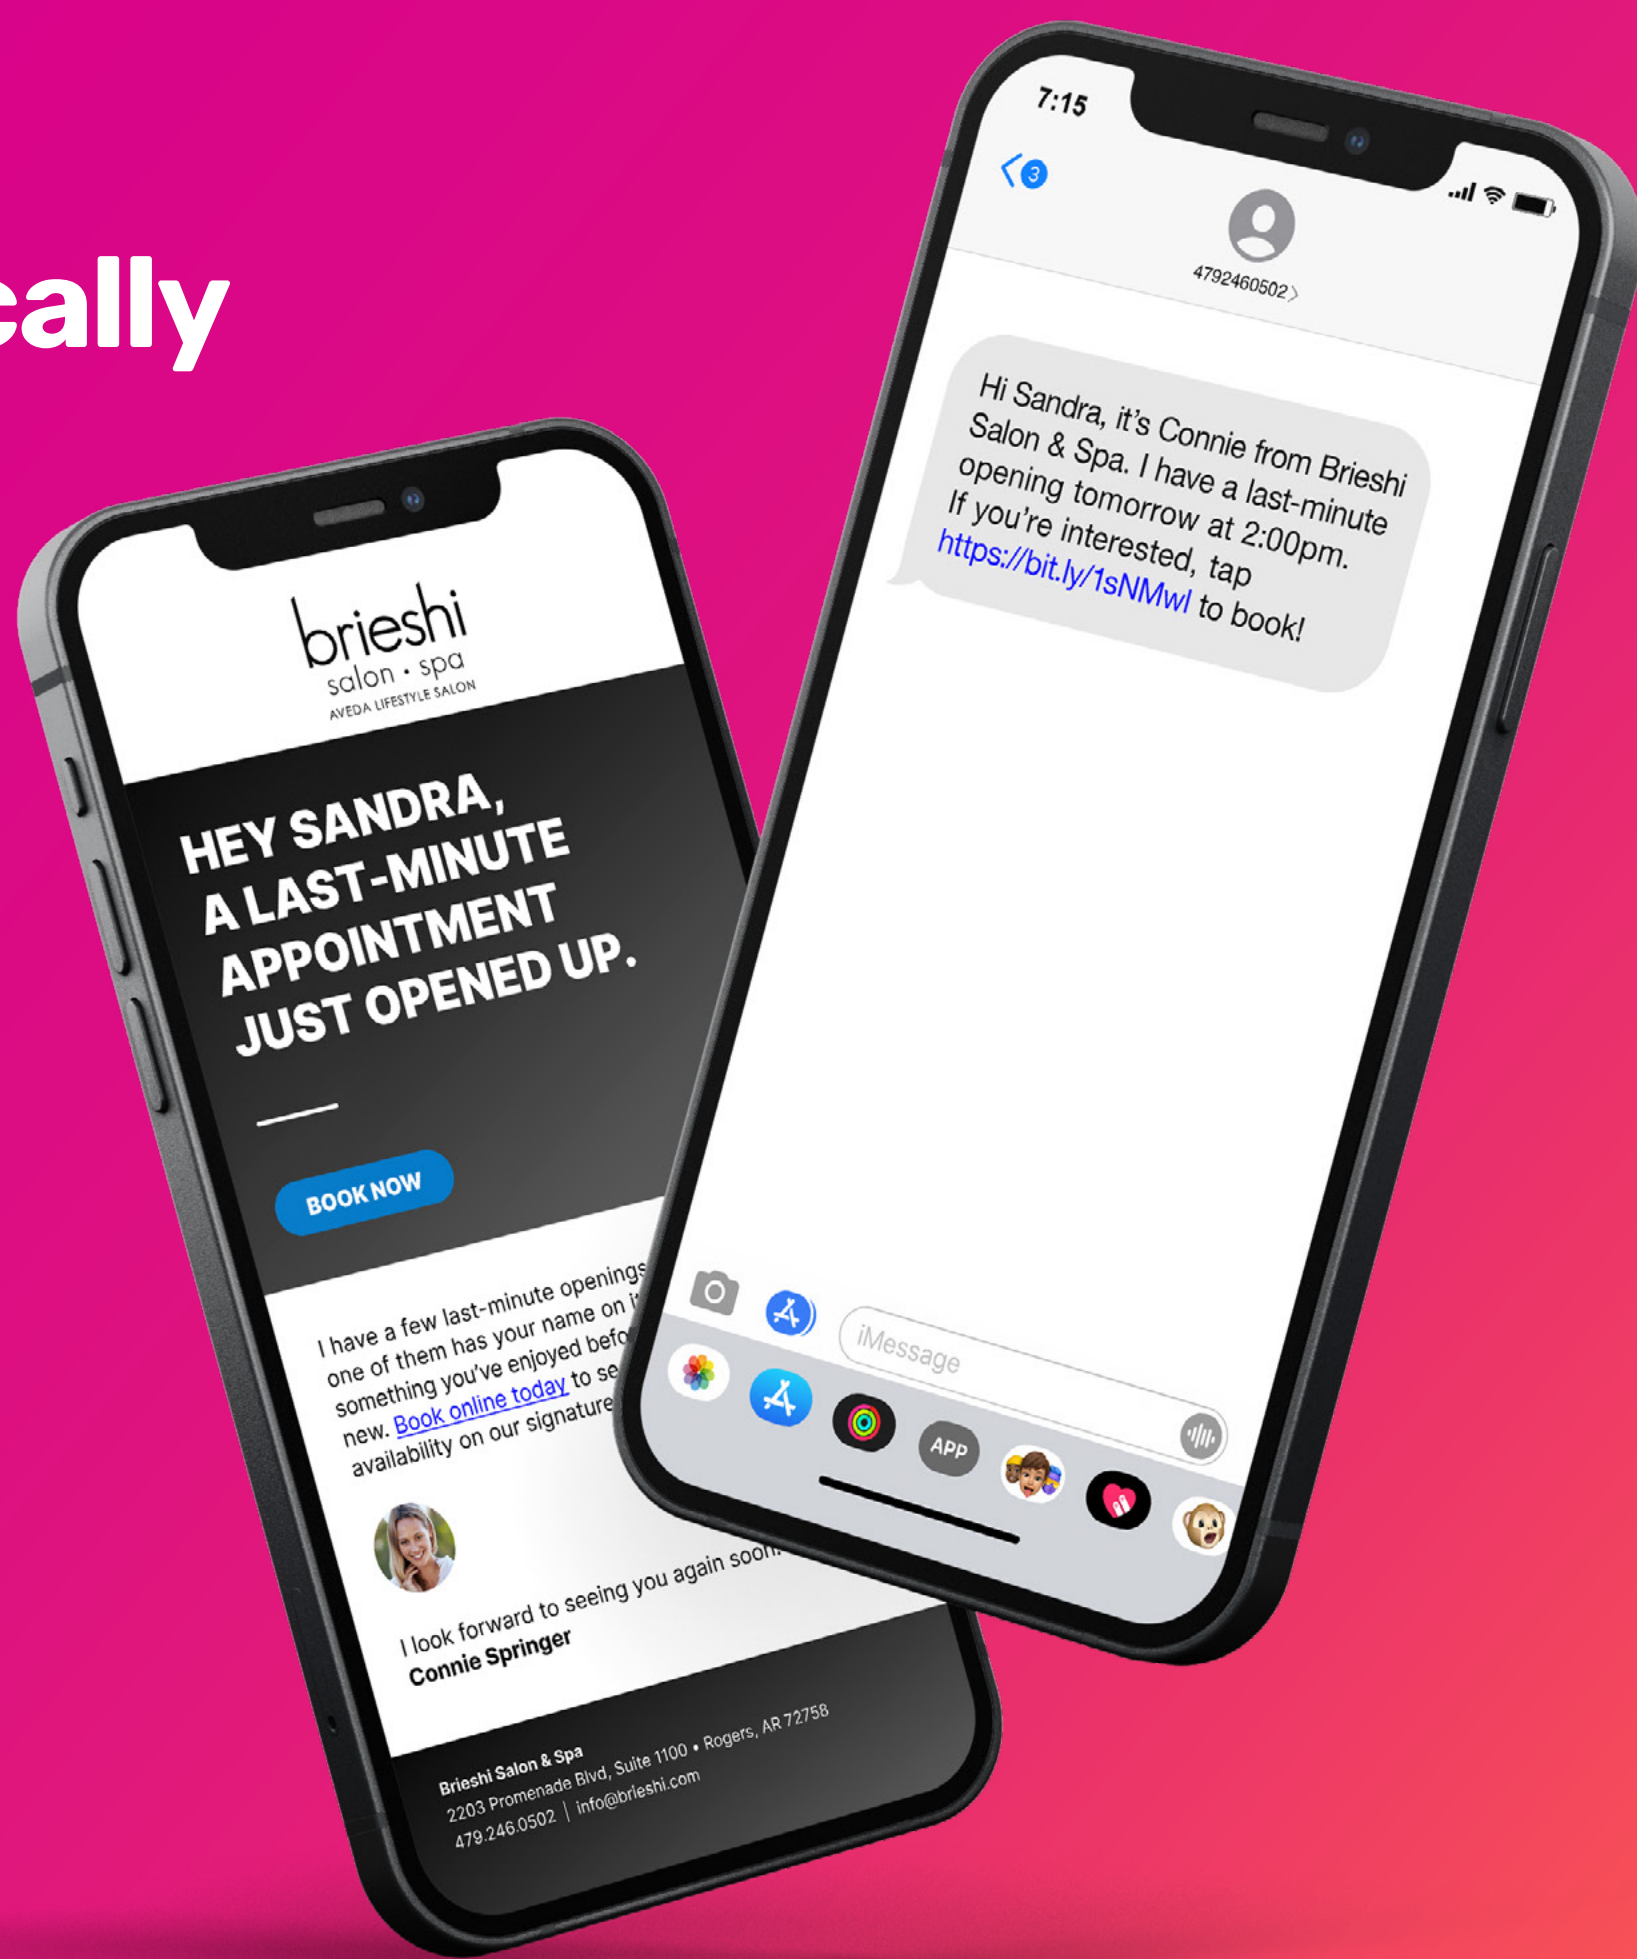 cally
7:15
3
4792460502
Hi Sandra, it's Connie from Brieshi
Salon & Spa. I have a last-minute
opening tomorrow at 2:00pm.
If you're interested, tap
https://bit.ly/1sNMwl to book!
iMessage
APP
brieshi
salon • spa
AVEDA LIFESTYLE SALON
HEY SANDRA,
A LAST-MINUTE
APPOINTMENT
JUST OPENED UP.
BOOK NOW
I have a few last-minute openings
one of them has your name on
something you've enjoyed
new. Book online today to
availability on our signature
I look forward to seeing you again soon.
Connie Springer
Brieshi Salon & Spa
2203 Promenade Blvd, Suite 1100 • Rogers, AR 72758
479.246.0502 | info@brieshi.com